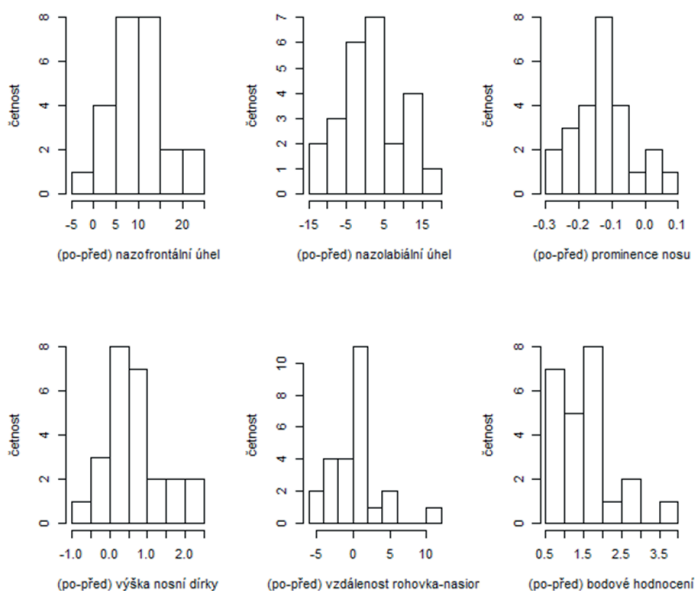 četnost
0 2 4 6 8
-5 0 5 10 20
(po-před) nazofrontální úhel
četnost
0 1 2 3 4 5 6 7
-15 -5 5 15
(po-před) nazolabiální úhel
četnost
0 2 4 6 8
-0.3 -0.2 -0.1 0.0 0.1
(po-před) prominence nosu
četnost
0 2 4 6 8
-1.0 0.0 1.0 2.0
(po-před) výška nosní dírky
četnost
0 2 4 6 8 10
-5 0 5 10
(po-před) vzdálenost rohovka-nasior
četnost
0 2 4 6 8
0.5 1.5 2.5 3.5
(po-před) bodové hodnocení